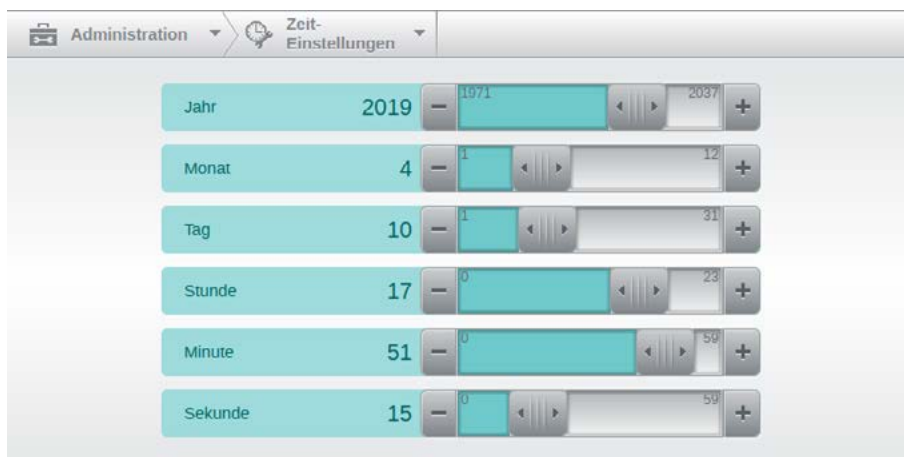 Administration
Zeit-
Einstellungen
Jahr 2019 − 1971 2037 +
Monat 4 − 1 12 +
Tag 10 − 1 31 +
Stunde 17 − 0 23 +
Minute 51 − 0 59 +
Sekunde 15 − 0 59 +